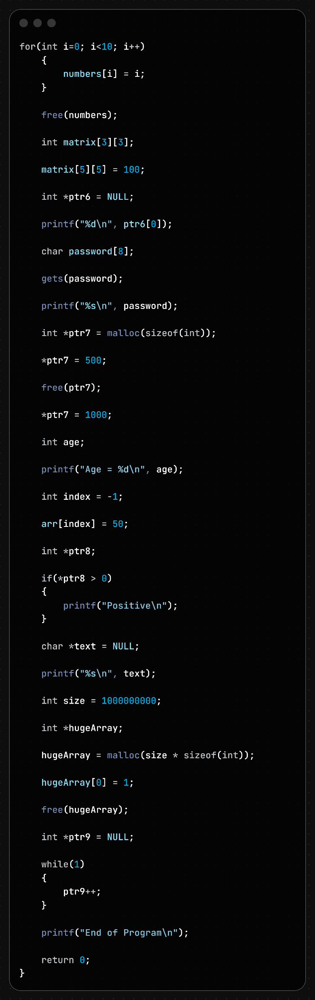 for(int i=0; i<10; i++)
    {
        numbers[i] = i;
    }

    free(numbers);

    int matrix[3][3];

    matrix[5][5] = 100;

    int *ptr6 = NULL;

    printf("%d\n", ptr6[0]);

    char password[8];

    gets(password);

    printf("%s\n", password);

    int *ptr7 = malloc(sizeof(int));

    *ptr7 = 500;

    free(ptr7);

    *ptr7 = 1000;

    int age;

    printf("Age = %d\n", age);

    int index = -1;

    arr[index] = 50;

    int *ptr8;

    if(*ptr8 > 0)
    {
        printf("Positive\n");
    }

    char *text = NULL;

    printf("%s\n", text);

    int size = 1000000000;

    int *hugeArray;

    hugeArray = malloc(size * sizeof(int));

    hugeArray[0] = 1;

    free(hugeArray);

    int *ptr9 = NULL;

    while(1)
    {
        ptr9++;
    }

    printf("End of Program\n");

    return 0;
}